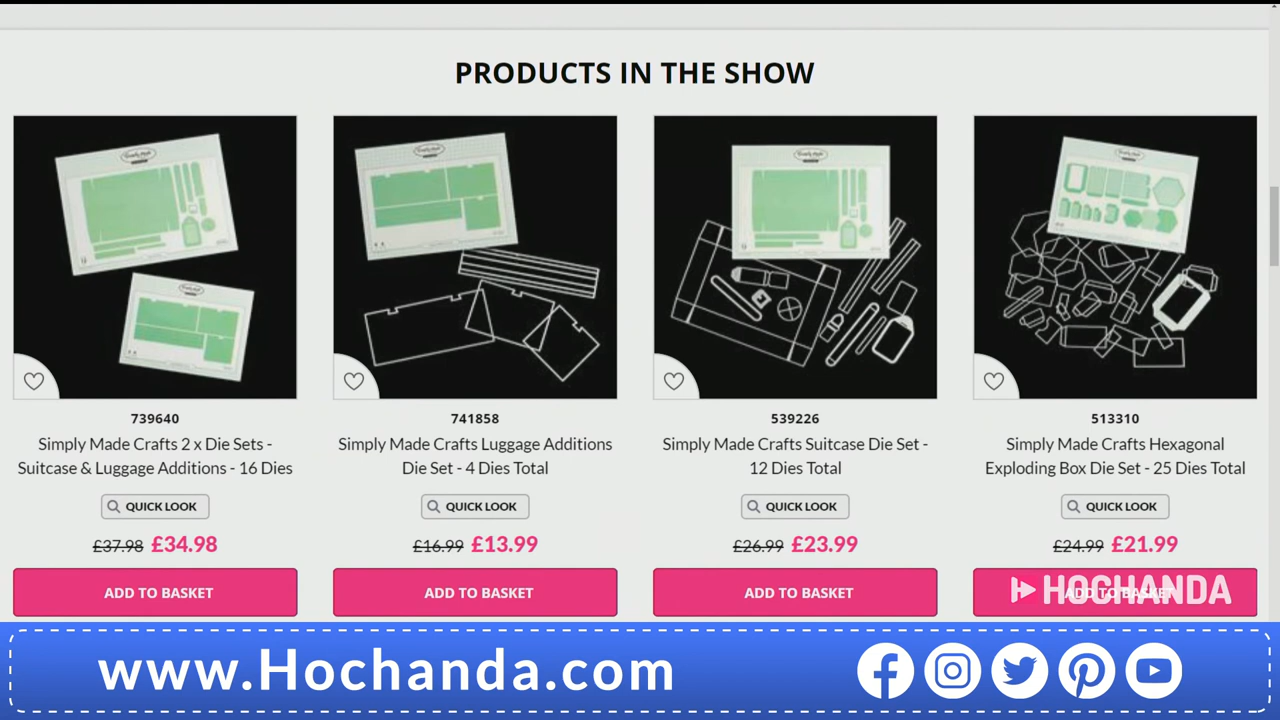 PRODUCTS IN THE SHOW
739640
Simply Made Crafts 2 x Die Sets -
Suitcase & Luggage Additions - 16 Dies
QUICK LOOK
£37.98 £34.98
ADD TO BASKET
741858
Simply Made Crafts Luggage Additions
Die Set - 4 Dies Total
QUICK LOOK
£16.99 £13.99
ADD TO BASKET
539226
Simply Made Crafts Suitcase Die Set -
12 Dies Total
QUICK LOOK
£26.99 £23.99
ADD TO BASKET
513310
Simply Made Crafts Hexagonal
Exploding Box Die Set - 25 Dies Total
QUICK LOOK
£24.99 £21.99
ADD TO BASKET
HOCHANDA
www.Hochanda.com